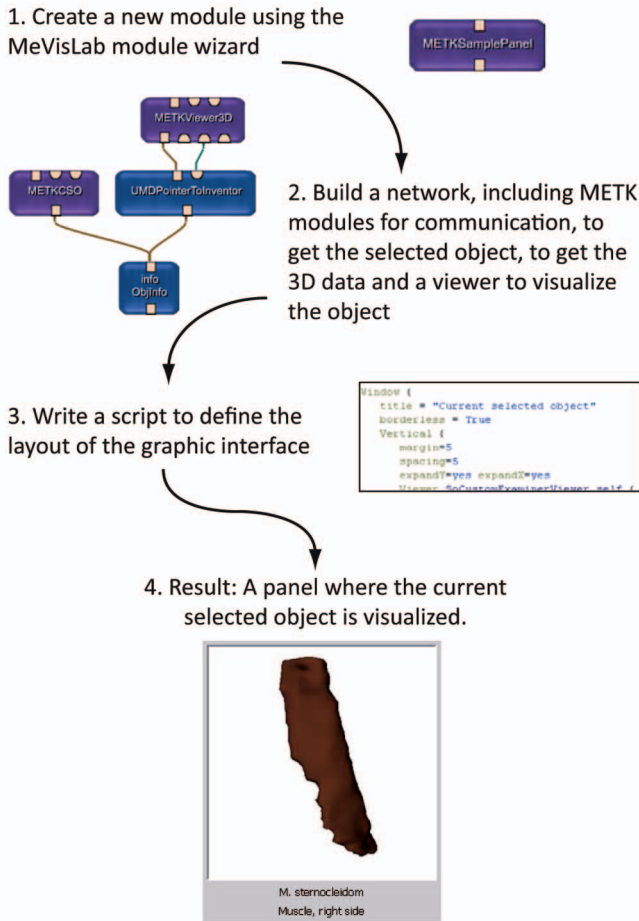 1. Create a new module using the
MeVisLab module wizard
METKSamplePanel
METKViewer3D
METKCSO
UMDPointerToInventor
info
ObjInfo
2. Build a network, including METK
modules for communication, to
get the selected object, to get the
3D data and a viewer to visualize
the object
3. Write a script to define the
layout of the graphic interface
Window {
title = "Current selected object"
borderless = True
Vertical {
margin=5
spacing=5
expandY=yes expandX=yes
Viewer SoCustomExaminerViewer.self {
4. Result: A panel where the current
selected object is visualized.
M. sternocleidom
Muscle, right side